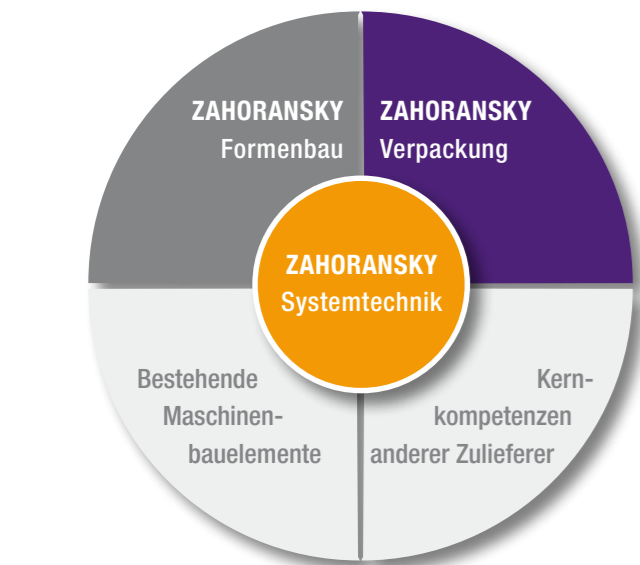 ZAHORANSKY
Formenbau
ZAHORANSKY
Verpackung
ZAHORANSKY
Systemtechnik
Bestehende
Maschinen-
bauelemente
Kern-
kompetenzen
anderer Zulieferer